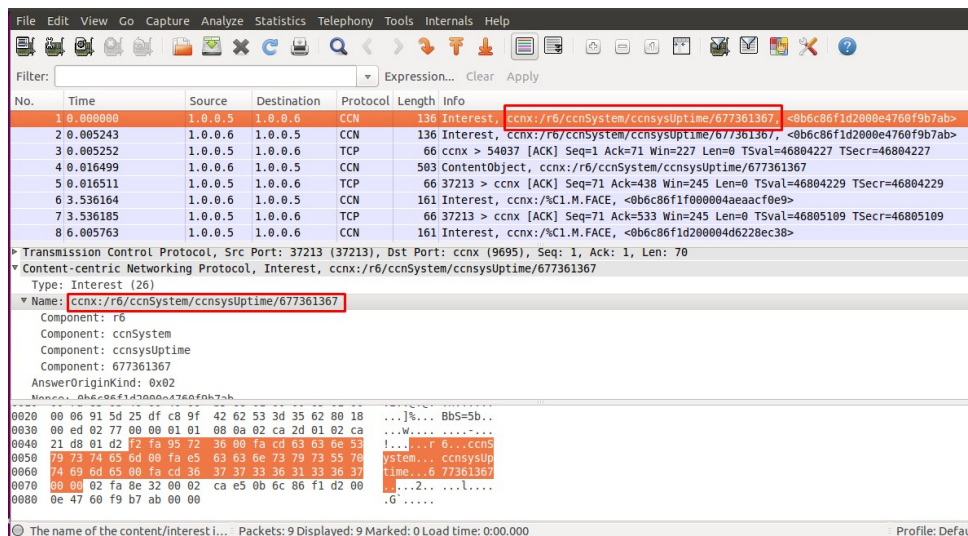 File Edit View Go Capture Analyze Statistics Telephony Tools Internals Help
Filter: Expression... Clear Apply
No. Time Source Destination Protocol Length Info
1 0.000000 1.0.0.5 1.0.0.6 CCN 136 Interest, ccnx:/r6/ccnSystem/ccnsysUptime/677361367, <0b6c86f1d2000e4760f9b7ab>
2 0.005243 1.0.0.6 1.0.0.5 CCN 136 Interest, ccnx:/r6/ccnSystem/ccnsysUptime/677361367, <0b6c86f1d2000e4760f9b7ab>
3 0.005252 1.0.0.5 1.0.0.6 TCP 66 ccnx > 54037 [ACK] Seq=1 Ack=71 Win=227 Len=0 TSval=46804227 TSecr=46804227
4 0.016499 1.0.0.6 1.0.0.5 CCN 503 ContentObject, ccnx:/r6/ccnSystem/ccnsysUptime/677361367
5 0.016511 1.0.0.5 1.0.0.6 TCP 66 37213 > ccnx [ACK] Seq=71 Ack=438 Win=245 Len=0 TSval=46804229 TSecr=46804229
6 3.536164 1.0.0.6 1.0.0.5 CCN 161 Interest, ccnx:/%C1.M.FACE, <0b6c86f1f000004aeaacf0e9>
7 3.536185 1.0.0.5 1.0.0.6 TCP 66 37213 > ccnx [ACK] Seq=71 Ack=533 Win=245 Len=0 TSval=46805109 TSecr=46805109
8 6.005763 1.0.0.5 1.0.0.6 CCN 161 Interest, ccnx:/%C1.M.FACE, <0b6c86f1d200004d6228ec38>
Transmission Control Protocol, Src Port: 37213 (37213), Dst Port: ccnx (9695), Seq: 1, Ack: 1, Len: 70
Content-centric Networking Protocol, Interest, ccnx:/r6/ccnSystem/ccnsysUptime/677361367
Type: Interest (26)
Name: ccnx:/r6/ccnSystem/ccnsysUptime/677361367
Component: r6
Component: ccnSystem
Component: ccnsysUptime
Component: 677361367
AnswerOriginKind: 0x02
Nonce: 0b6c86f1d2000e4760f9b7ab
0020 00 06 91 5d 25 df c8 9f 42 62 53 3d 35 62 80 18 ...]%... BbS=5b..
0030 00 ed 02 77 00 00 01 01 08 0a 02 ca 2d 01 02 ca ...w.... ....-...
0040 21 d8 01 d2 f2 fa 95 72 36 00 fa cd 63 63 6e 53 !......r 6...ccnS
0050 79 73 74 65 6d 00 fa e5 63 63 6e 73 79 73 55 70 ystem... ccnsysUp
0060 74 69 6d 65 00 fa cd 36 37 37 33 36 31 33 36 37 time...6 77361367
0070 00 00 02 fa 8e 32 00 02 ca e5 0b 6c 86 f1 d2 00 .....2.. ...l....
0080 0e 47 60 f9 b7 ab 00 00 .G`.....
The name of the content/interest i... Packets: 9 Displayed: 9 Marked: 0 Load time: 0:00.000 Profile: Defau